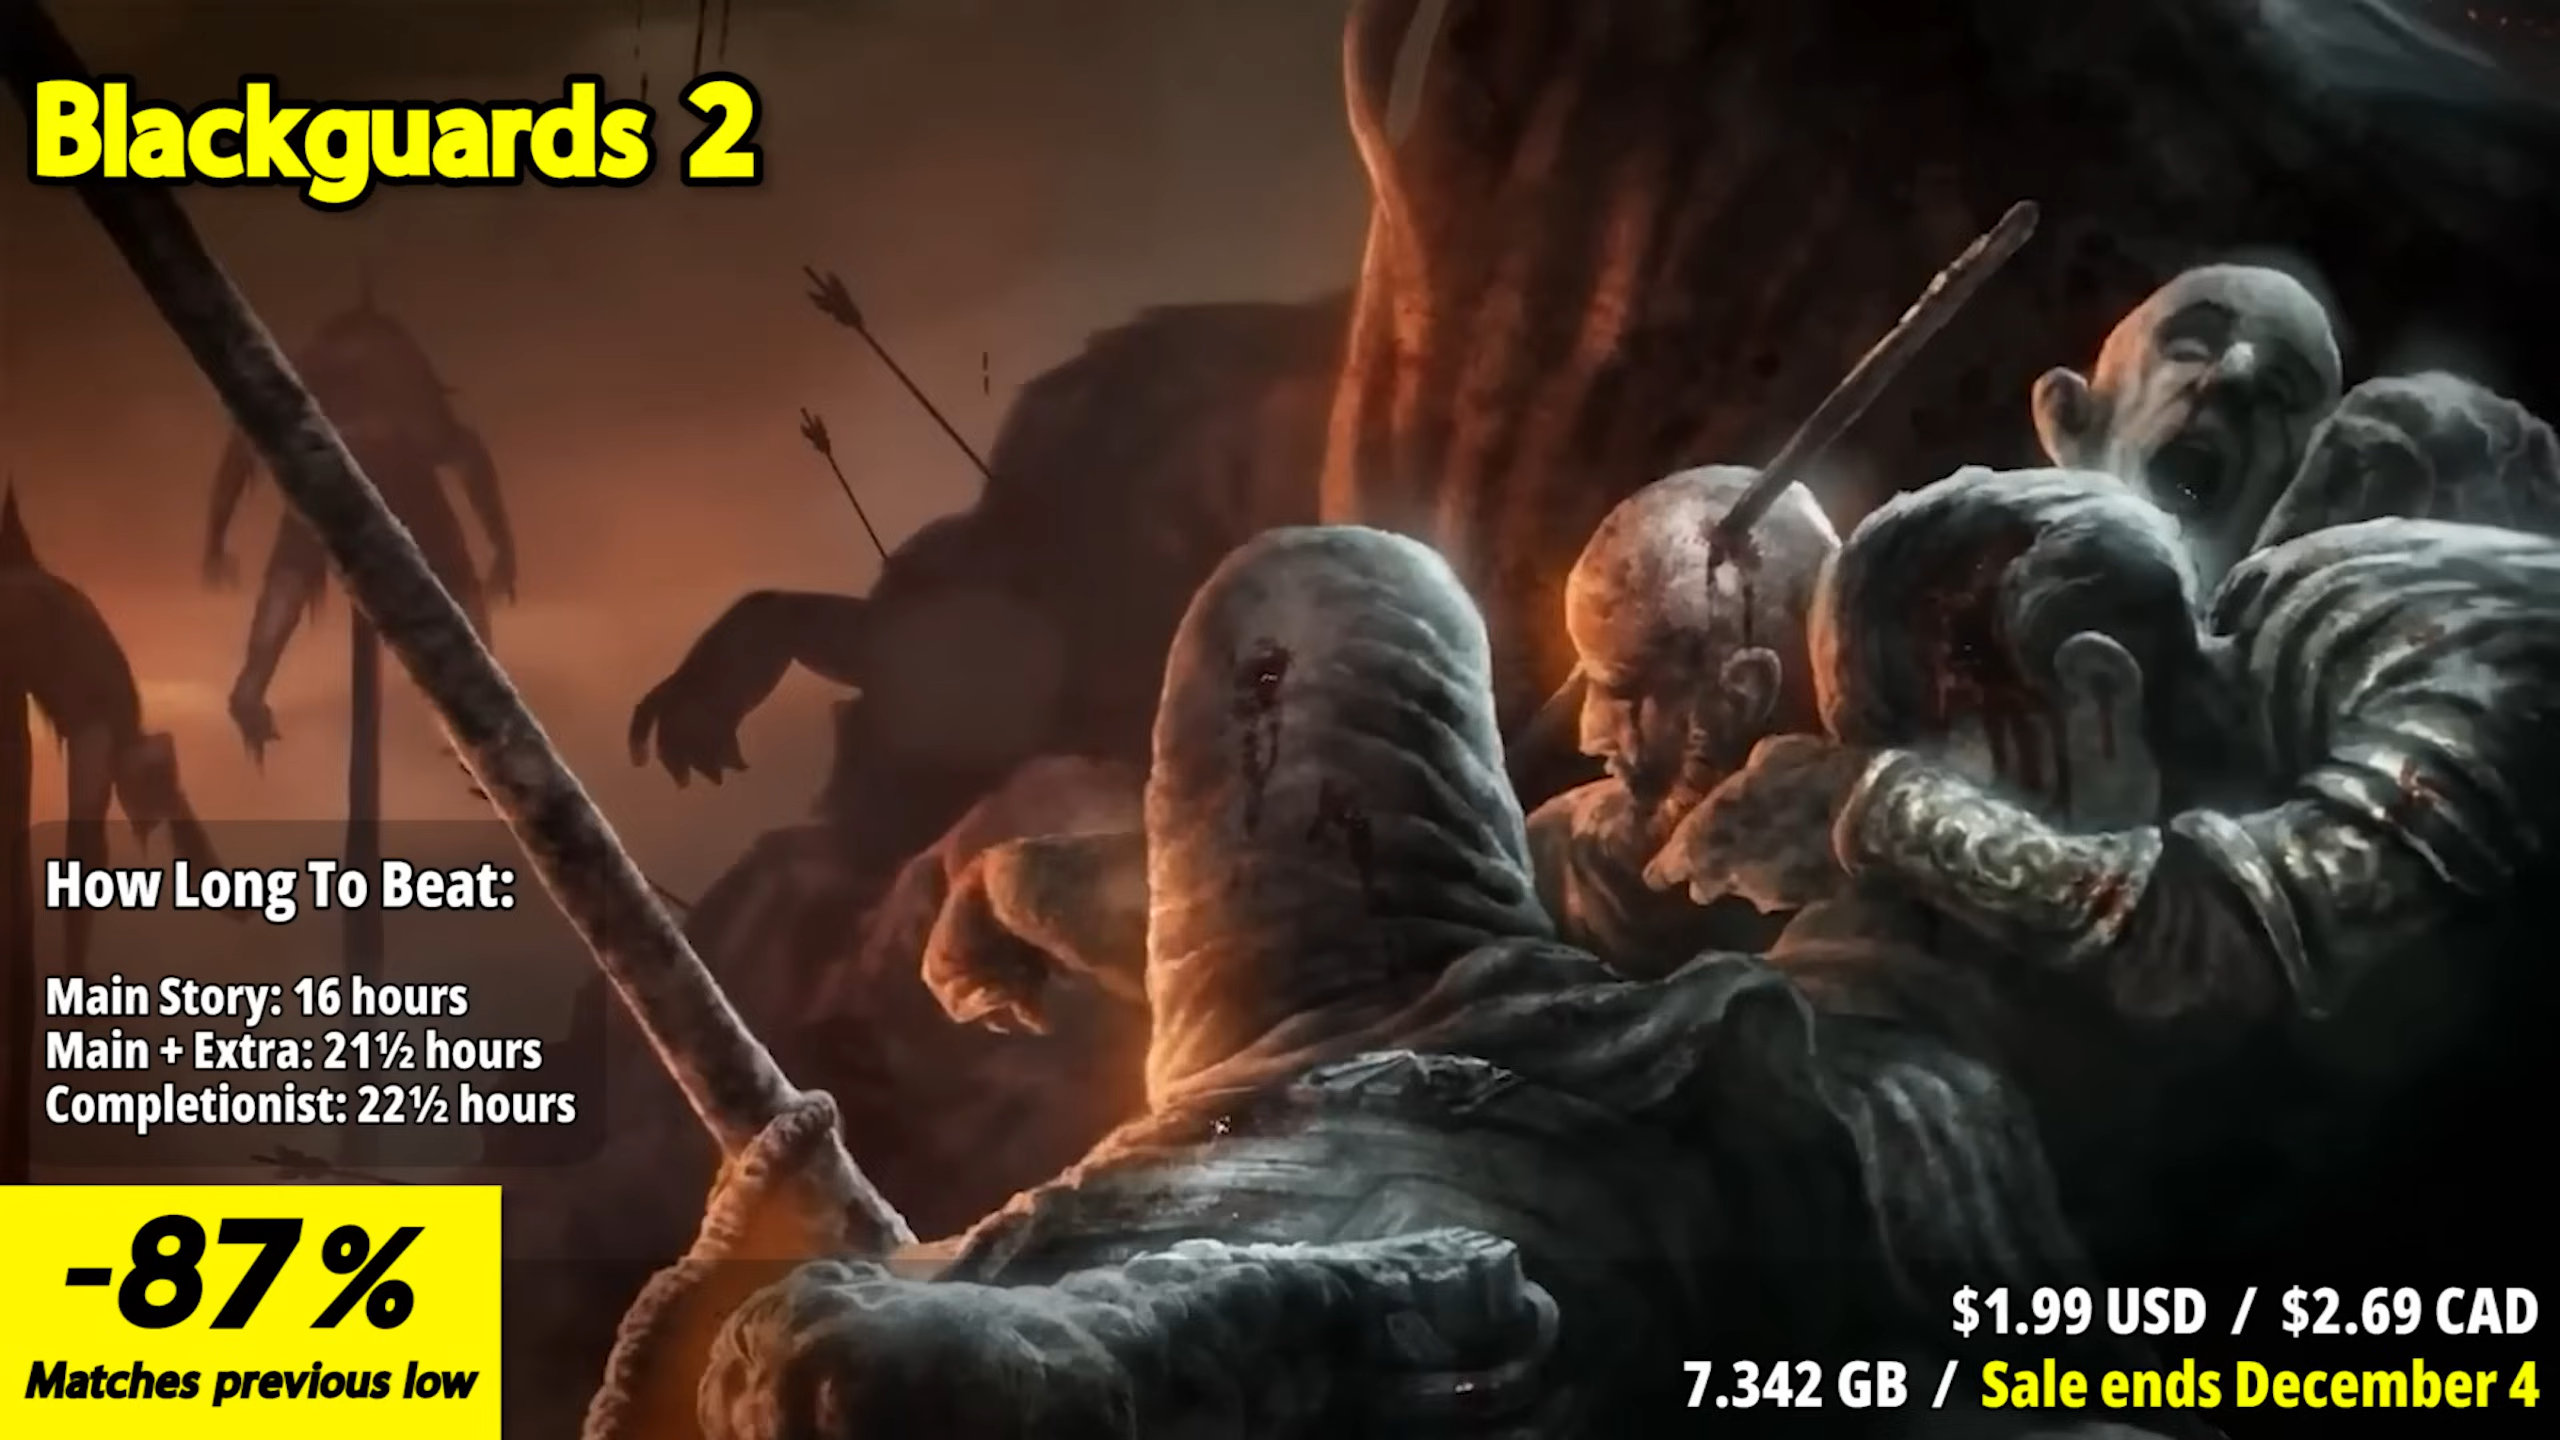 Blackguards 2
How Long To Beat:
Main Story: 16 hours
Main + Extra: 21½ hours
Completionist: 22½ hours
-87%
Matches previous low
$1.99 USD / $2.69 CAD
7.342 GB / Sale ends December 4